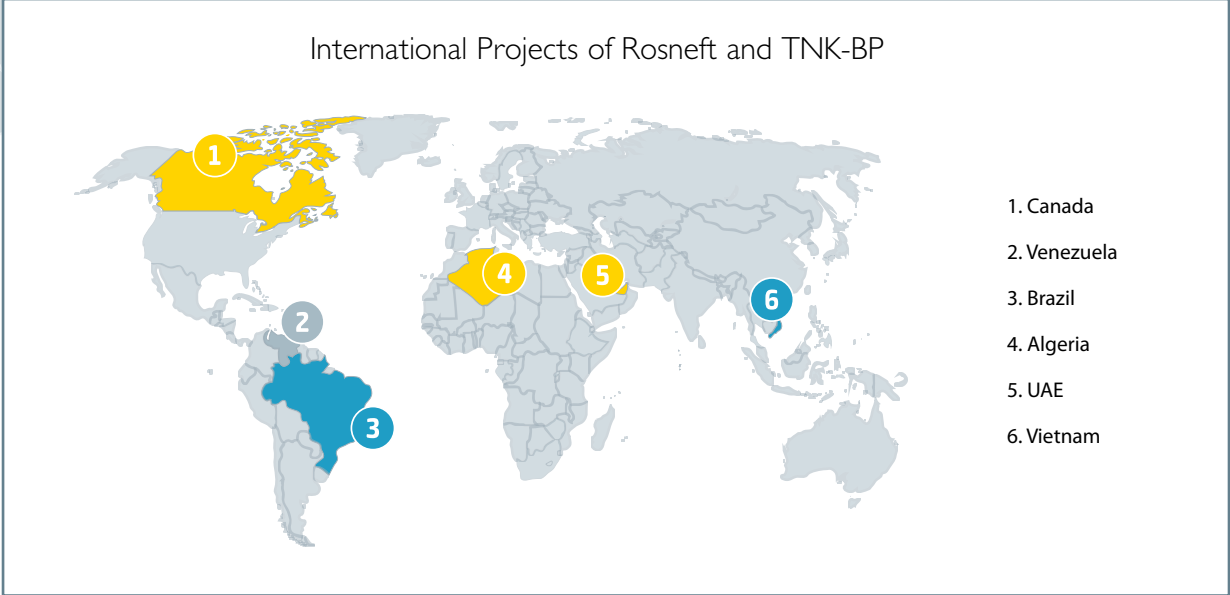 International Projects of Rosneft and TNK-BP
1
2
3
4
5
6
1. Canada
2. Venezuela
3. Brazil
4. Algeria
5. UAE
6. Vietnam